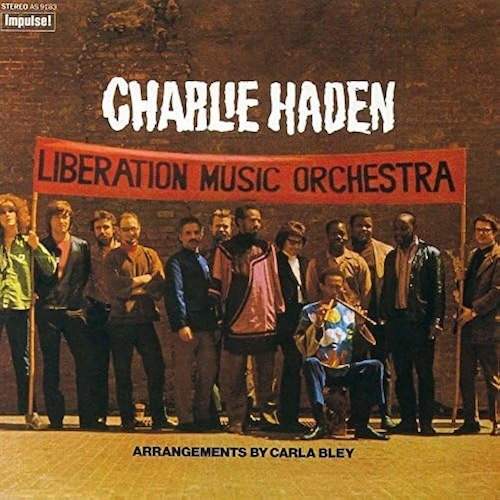 STEREO AS 9183
Impulse!
CHARLIE HADEN
LIBERATION MUSIC ORCHESTRA
ARRANGEMENTS BY CARLA BLEY